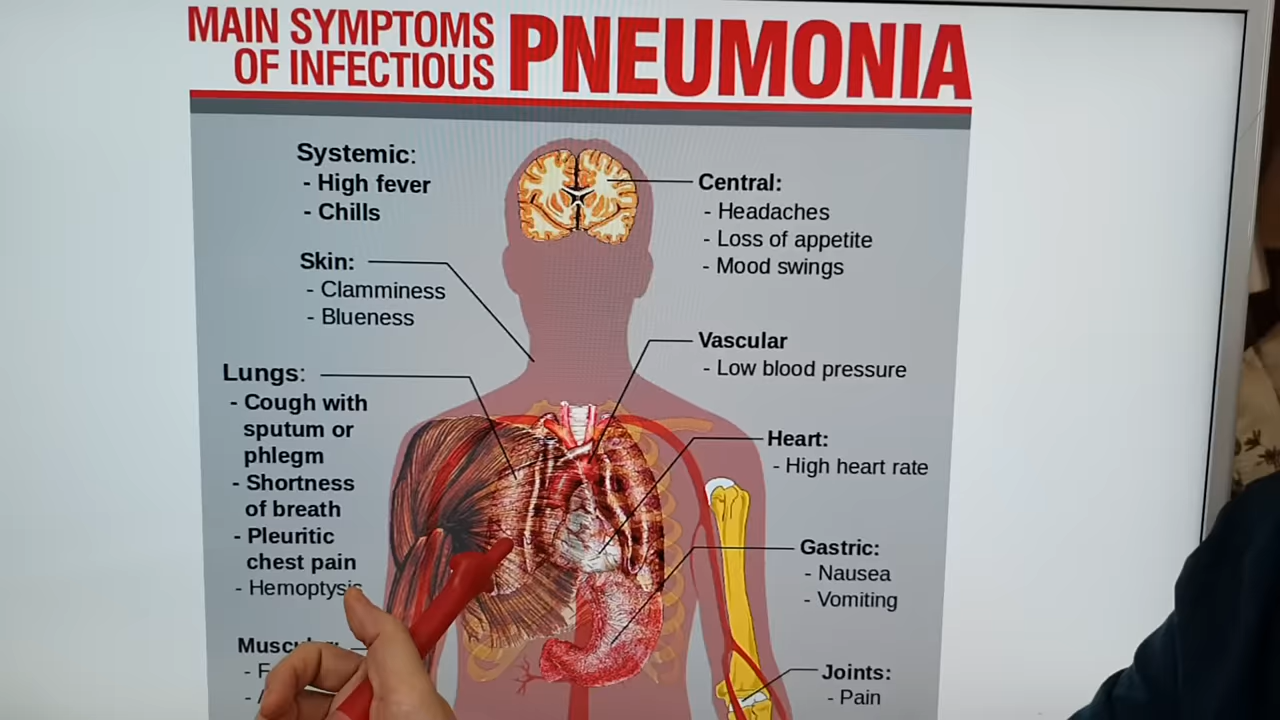 MAIN SYMPTOMS
OF INFECTIOUS
PNEUMONIA
Systemic:
- High fever
- Chills
Skin:
- Clamminess
- Blueness
Lungs:
- Cough with
sputum or
phlegm
- Shortness
of breath
- Pleuritic
chest pain
- Hemoptysis
Central:
- Headaches
- Loss of appetite
- Mood swings
Vascular
- Low blood pressure
Heart:
- High heart rate
Gastric:
- Nausea
- Vomiting
Joints:
- Pain